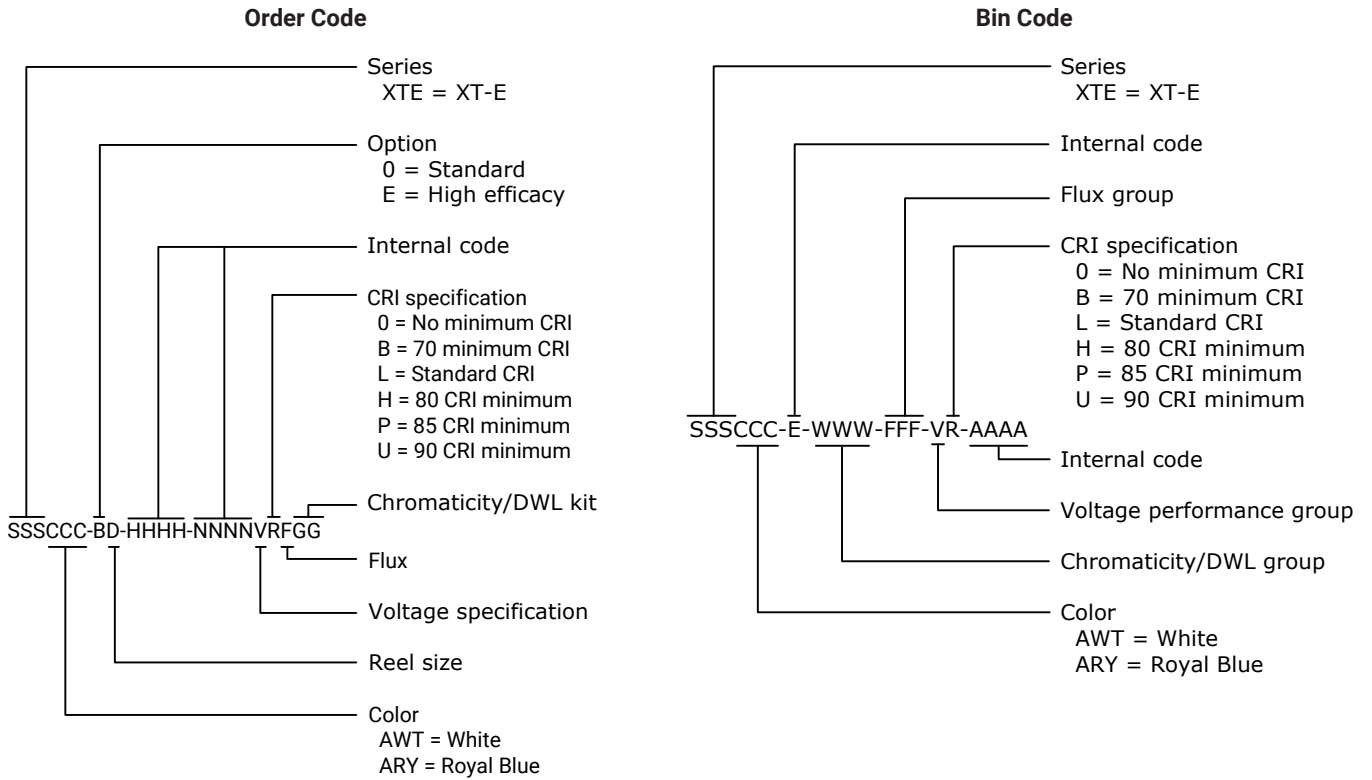 Order Code
Series
XTE = XT-E
Option
0 = Standard
E = High efficacy
Internal code
CRI specification
0 = No minimum CRI
B = 70 minimum CRI
L = Standard CRI
H = 80 CRI minimum
P = 85 CRI minimum
U = 90 CRI minimum
Chromaticity/DWL kit
SSSCCC-BD-HHHH-NNNNVRFGG
Flux
Voltage specification
Reel size
Color
AWT = White
ARY = Royal Blue
Bin Code
Series
XTE = XT-E
Internal code
Flux group
CRI specification
0 = No minimum CRI
B = 70 minimum CRI
L = Standard CRI
H = 80 CRI minimum
P = 85 CRI minimum
U = 90 CRI minimum
SSSCCC-E-WWW-FFF-VR-AAAA
Internal code
Voltage performance group
Chromaticity/DWL group
Color
AWT = White
ARY = Royal Blue